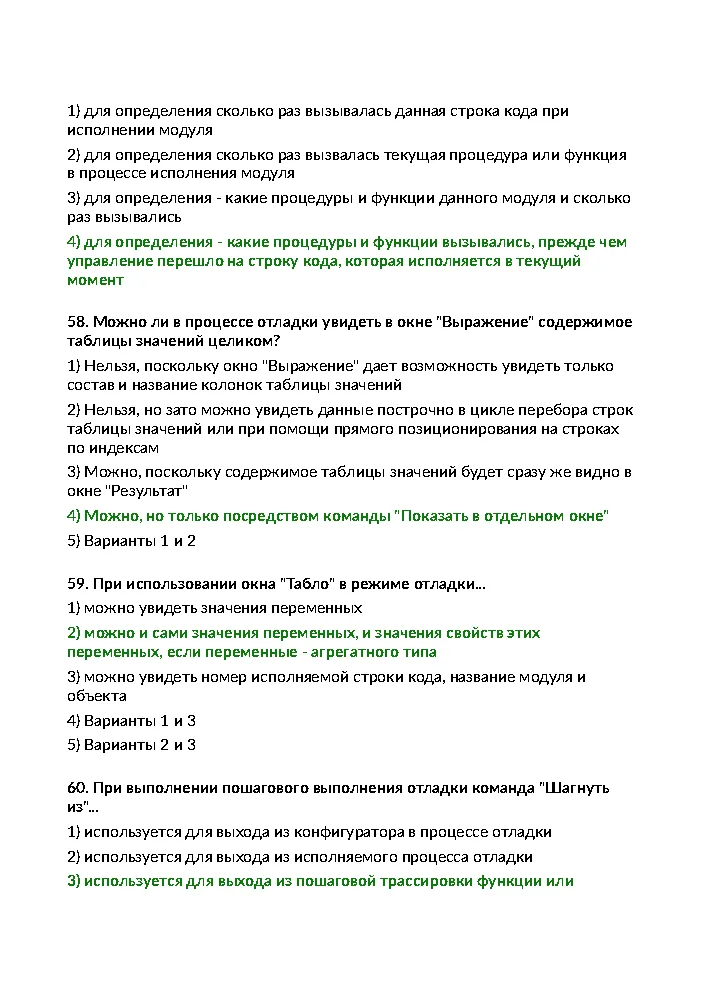 1) для определения сколько раз вызывалась данная строка кода при
исполнении модуля
2) для определения сколько раз вызвалась текущая процедура или функция
в процессе исполнения модуля
3) для определения - какие процедуры и функции данного модуля и сколько
раз вызывались
4) для определения - какие процедуры и функции вызывались, прежде чем
управление перешло на строку кода, которая исполняется в текущий
момент
58. Можно ли в процессе отладки увидеть в окне "Выражение" содержимое
таблицы значений целиком?
1) Нельзя, поскольку окно "Выражение" дает возможность увидеть только
состав и название колонок таблицы значений
2) Нельзя, но зато можно увидеть данные построчно в цикле перебора строк
таблицы значений или при помощи прямого позиционирования на строках
по индексам
3) Можно, поскольку содержимое таблицы значений будет сразу же видно в
окне "Результат"
4) Можно, но только посредством команды "Показать в отдельном окне"
5) Варианты 1 и 2
59. При использовании окна "Табло" в режиме отладки...
1) можно увидеть значения переменных
2) можно и сами значения переменных, и значения свойств этих
переменных, если переменные - агрегатного типа
3) можно увидеть номер исполняемой строки кода, название модуля и
объекта
4) Варианты 1 и 3
5) Варианты 2 и 3
60. При выполнении пошагового выполнения отладки команда "Шагнуть
из"...
1) используется для выхода из конфигуратора в процессе отладки
2) используется для выхода из исполняемого процесса отладки
3) используется для выхода из пошаговой трассировки функции или